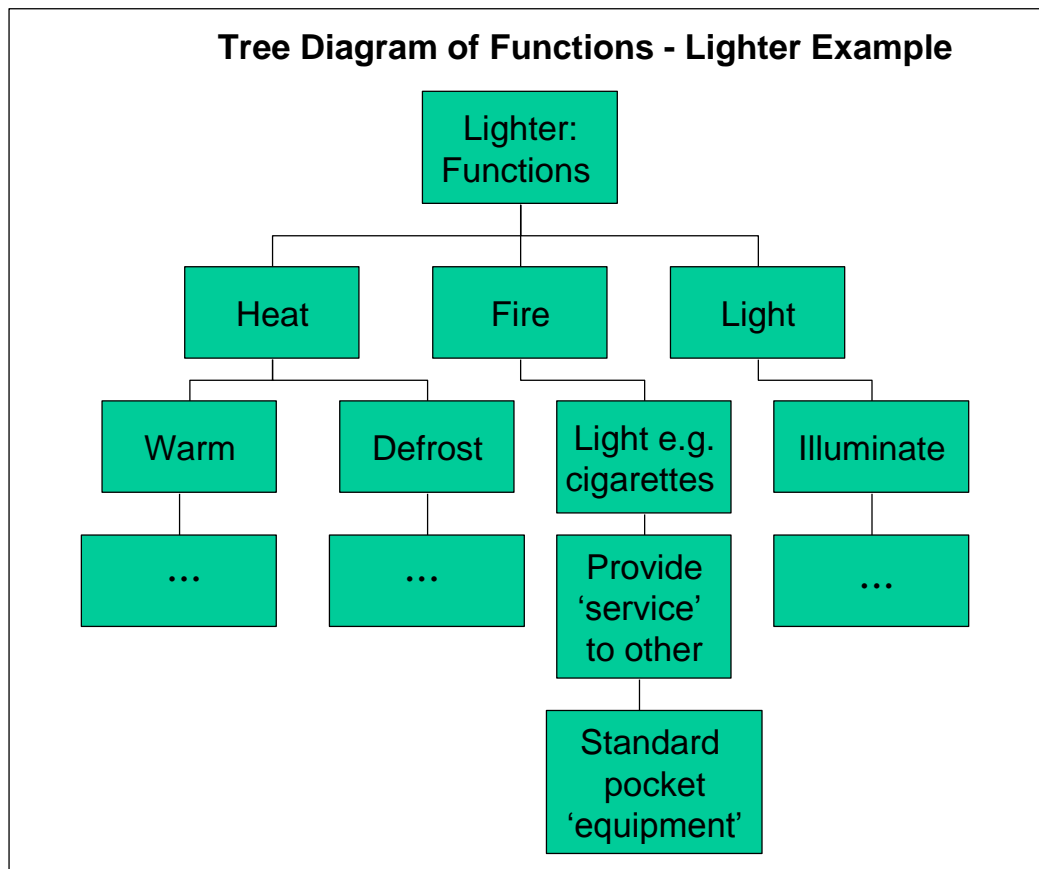 Tree Diagram of Functions - Lighter Example
Lighter:
Functions
Heat
Fire
Light
Warm
Defrost
Light e.g.
cigarettes
Illuminate
...
...
Provide
‘service’
to other
...
Standard
pocket
‘equipment’